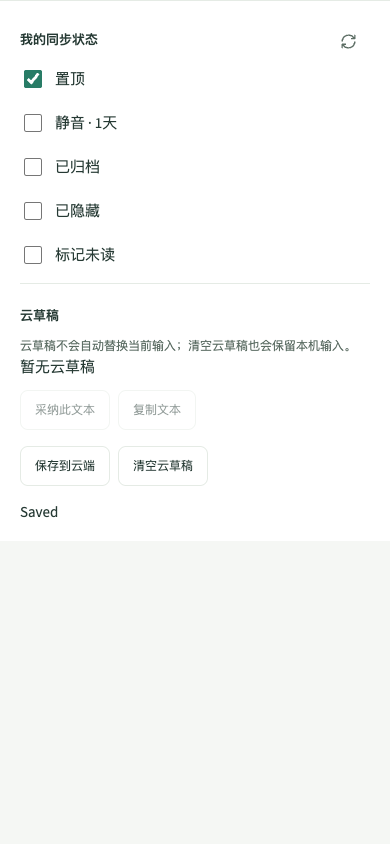 我的同步状态
置顶
静音 · 1天
已归档
已隐藏
标记未读
云草稿
云草稿不会自动替换当前输入；清空云草稿也会保留本机输入。
暂无云草稿
采纳此文本 复制文本
保存到云端 清空云草稿
Saved